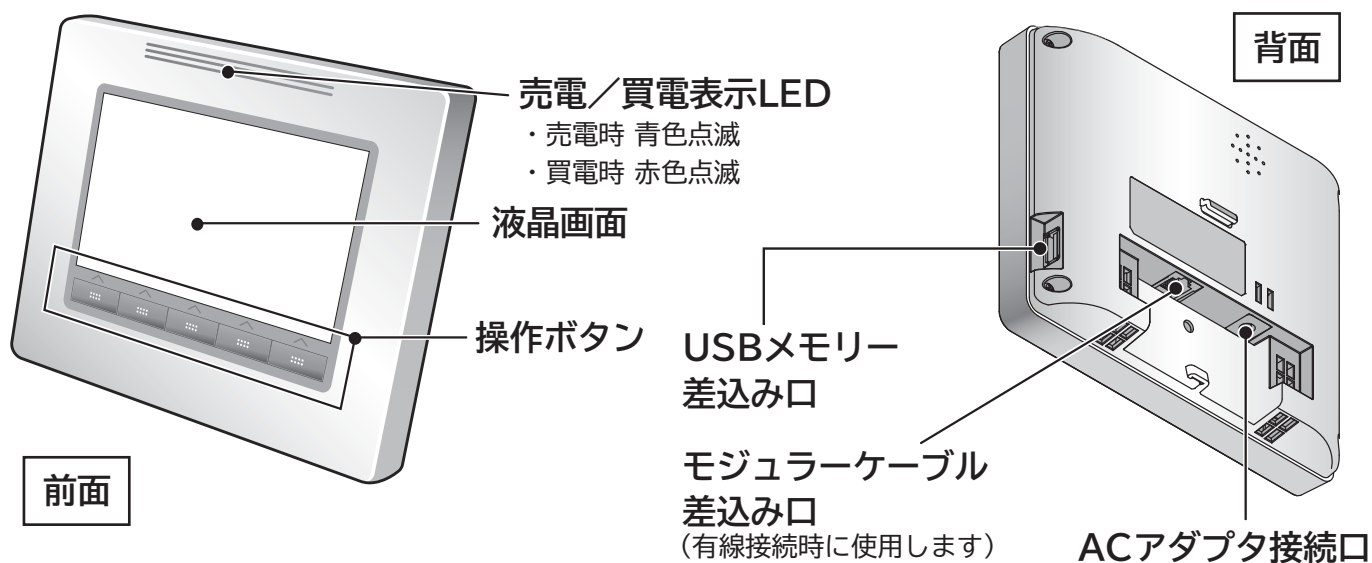 売電／買電表示LED
・売電時 青色点滅
・買電時 赤色点滅
液晶画面
操作ボタン
前面
背面
USBメモリー
差込み口
モジュラーケーブル
差込み口
（有線接続時に使用します）
ACアダプタ接続口